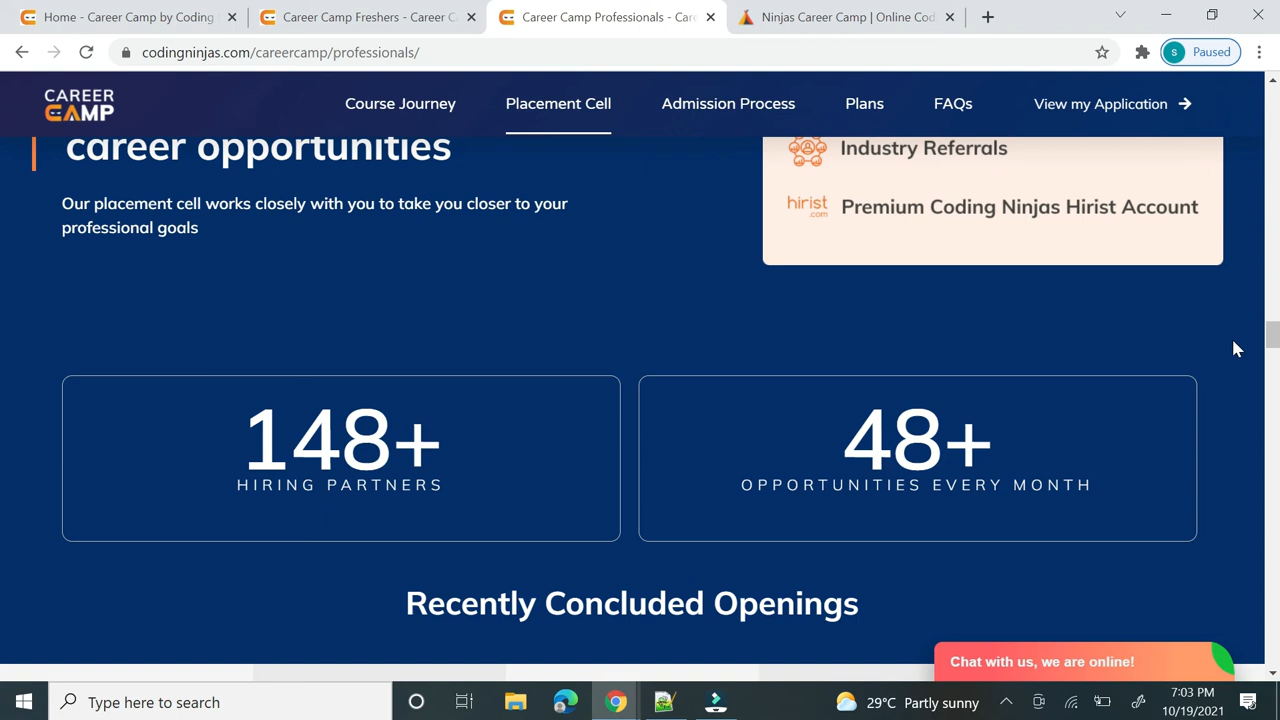 Home - Career Camp by Coding
Career Camp Freshers - Career C
Career Camp Professionals - Car
Ninjas Career Camp | Online Co
codingninjas.com/careercamp/professionals/
S
Paused
CAREER
CAMP
Course Journey
Placement Cell
Admission Process
Plans
FAQs
View my Application
career opportunities
Our placement cell works closely with you to take you closer to your
professional goals
Industry Referrals
hirist
.com
Premium Coding Ninjas Hirist Account
148+
HIRING PARTNERS
48+
OPPORTUNITIES EVERY MONTH
Recently Concluded Openings
Chat with us, we are online!
Type here to search
29°C Partly sunny
7:03 PM
10/19/2021